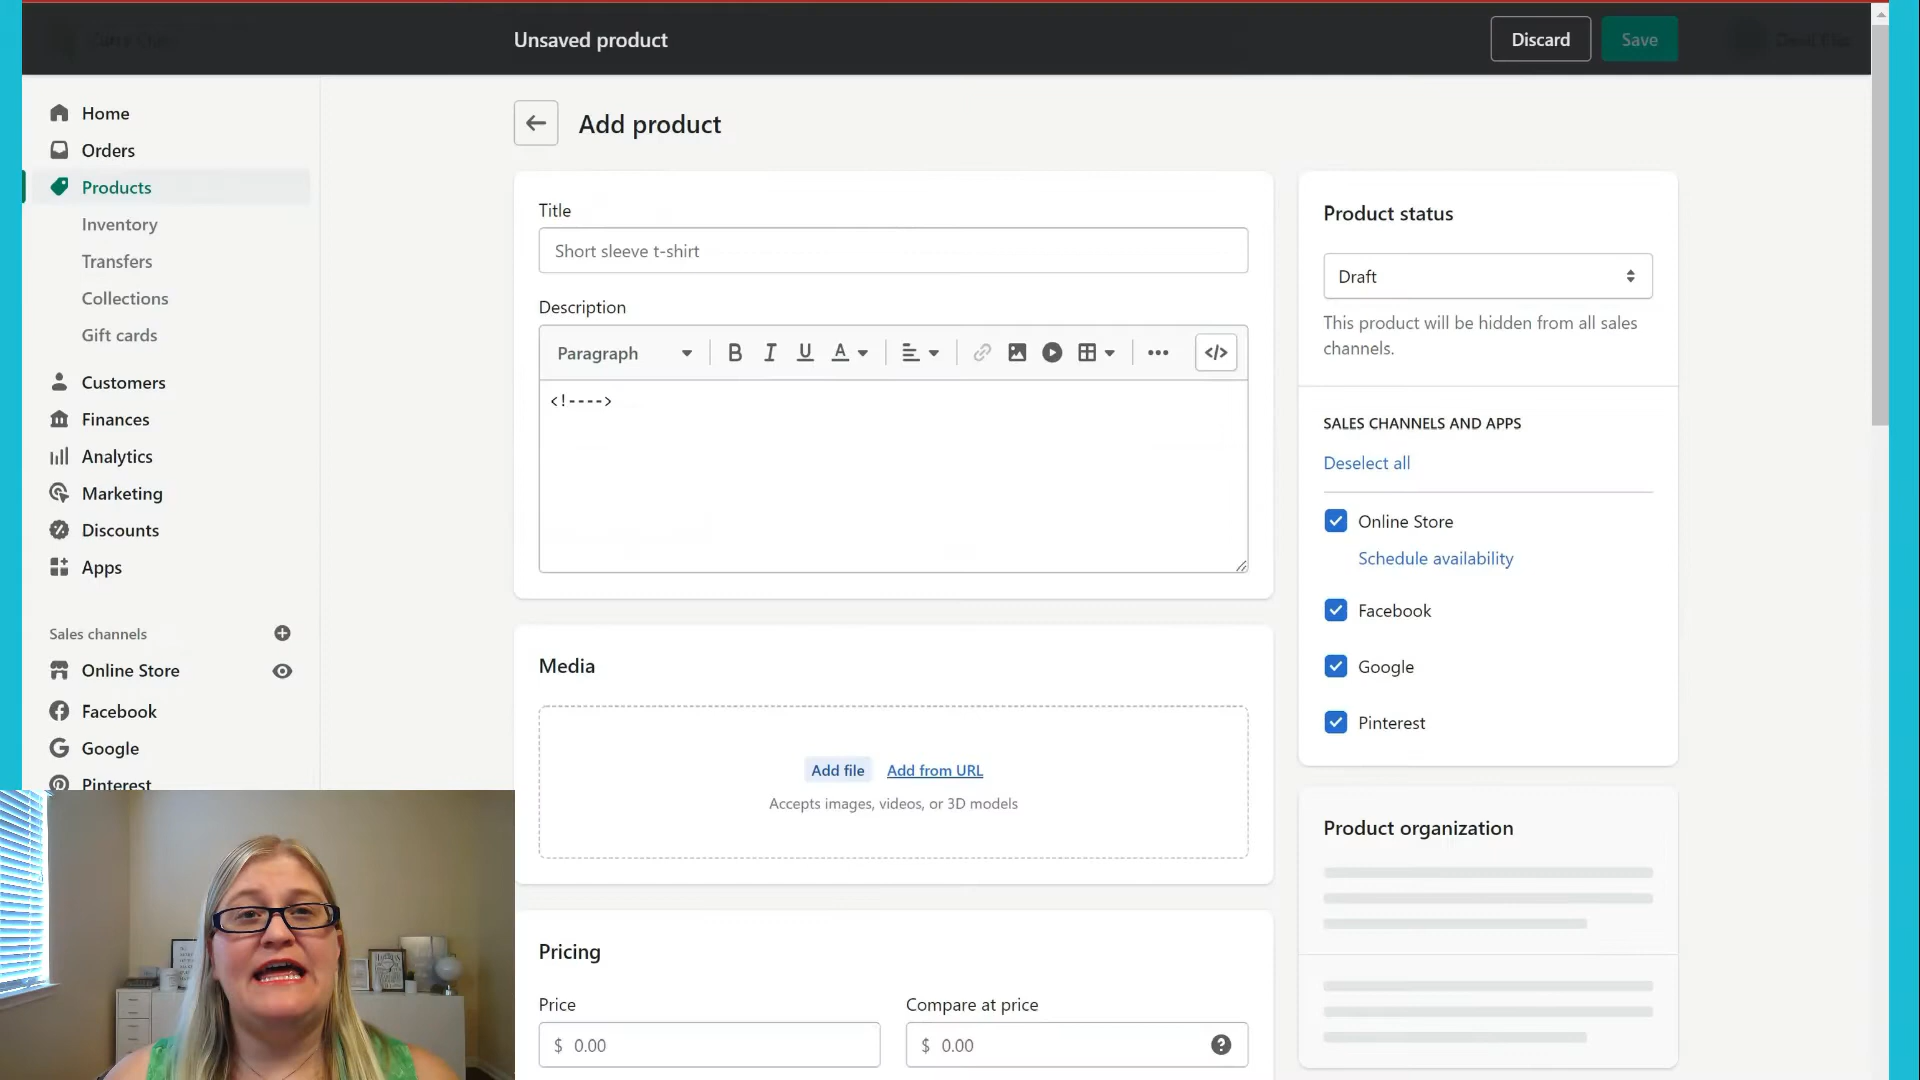 Unsaved product
Discard
Save
Home
Orders
Products
Inventory
Transfers
Collections
Gift cards
Customers
Finances
Analytics
Marketing
Discounts
Apps
Sales channels
Online Store
Facebook
Google
Pinterest
Add product
Title
Short sleeve t-shirt
Description
Paragraph
B I U A
</>
<!---->
Media
Add file Add from URL
Accepts images, videos, or 3D models
Pricing
Price
$ 0.00
Compare at price
$ 0.00
Product status
Draft
This product will be hidden from all sales
channels.
SALES CHANNELS AND APPS
Deselect all
Online Store
Schedule availability
Facebook
Google
Pinterest
Product organization